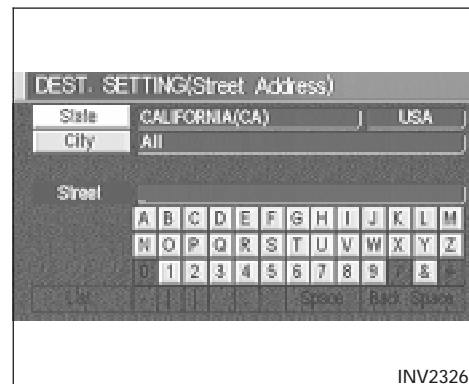 DEST. SETTING(Street Address)
State CALIFORNIA(CA) USA
City All
Street _
A B C D E F G H I J K L M
N O P Q R S T U V W X Y Z
0 1 2 3 4 5 6 7 8 9 &
List Space Back Space
INV2326